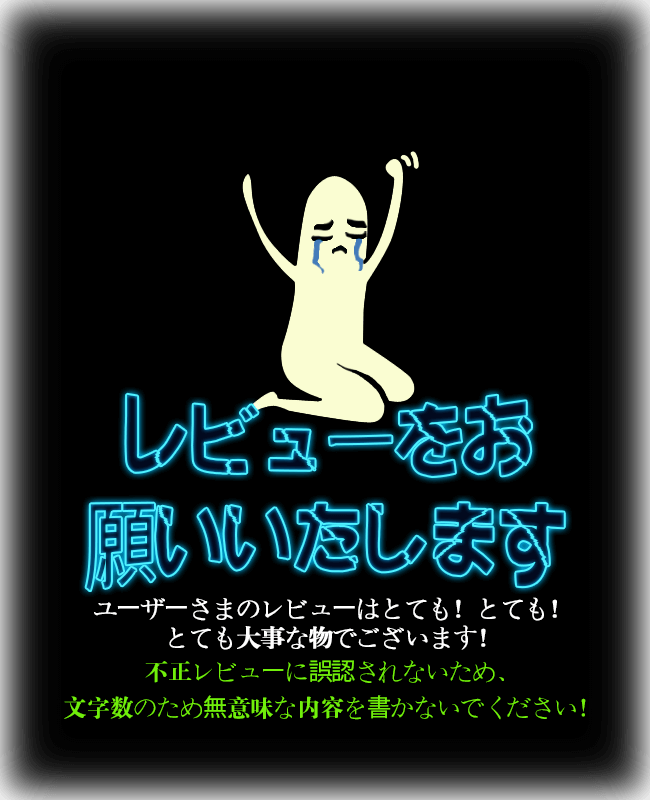 レビューをお
願いいたします
ユーザーさまのレビューはとても！とても！
とても大事な物でございます！
不正レビューに誤認されないため、
文字数のため無意味な内容を書かないでください！